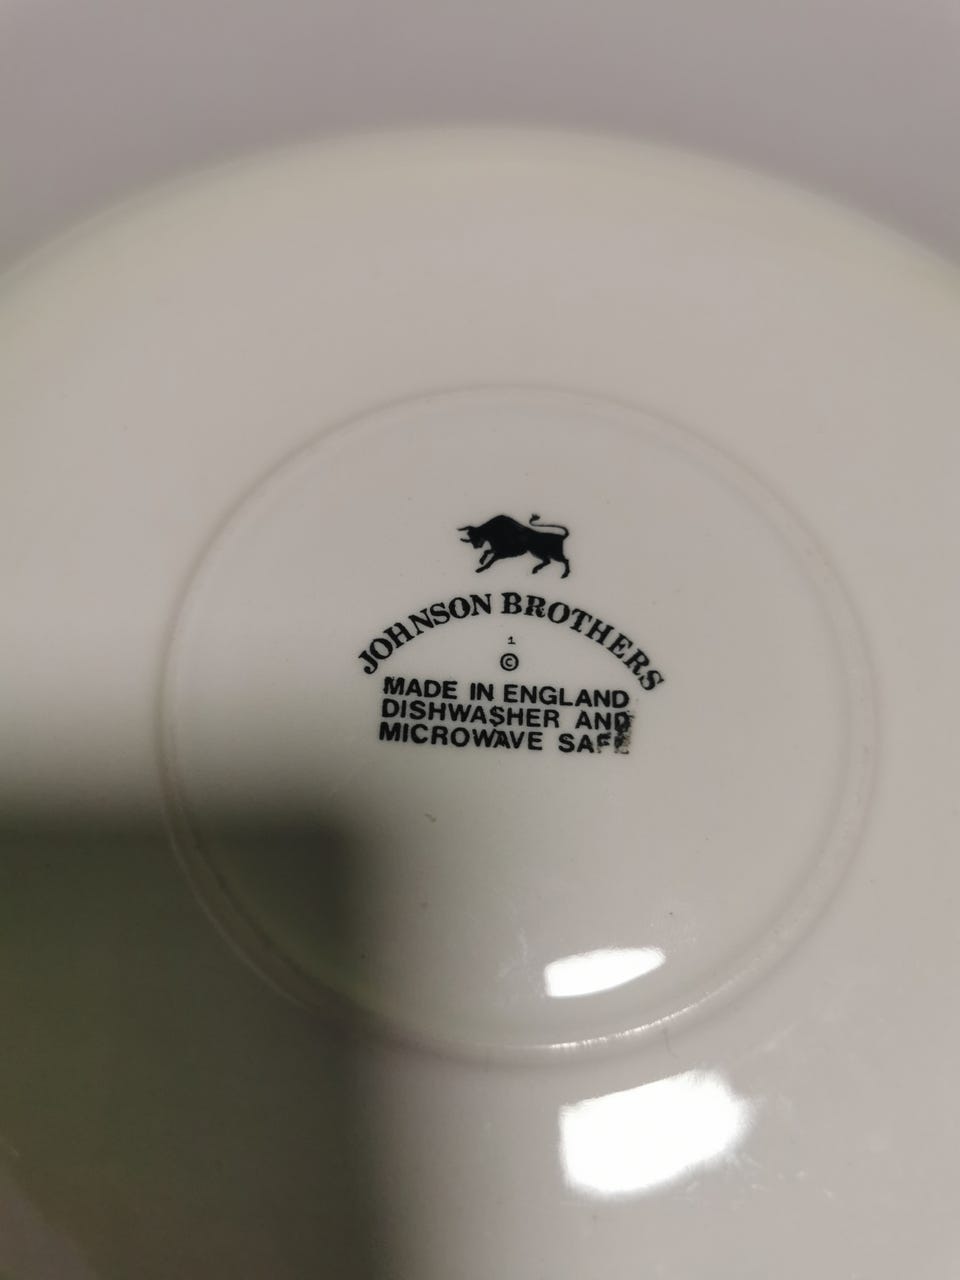 JOHNSON BROTHERS
1
©
MADE IN ENGLAND
DISHWASHER AND
MICROWAVE SAFE